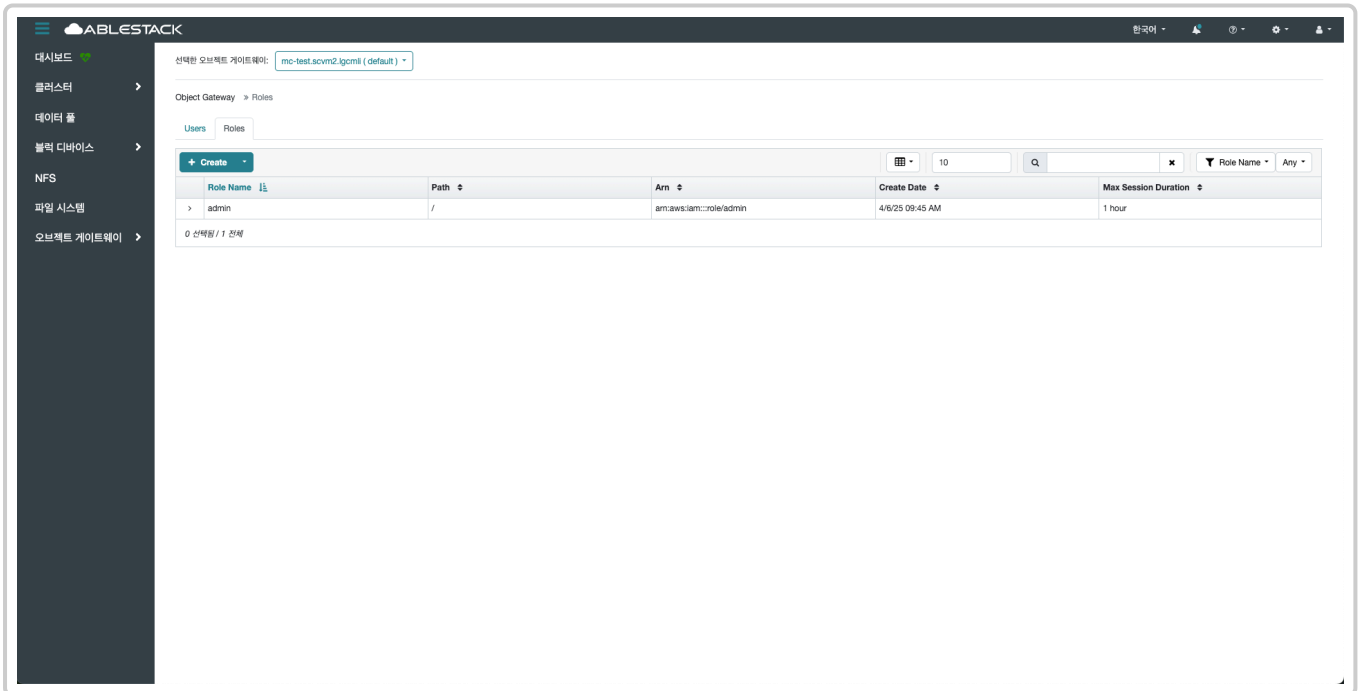 ABLESTACK
한국어
대시보드
클러스터
데이터 풀
블럭 디바이스
NFS
파일 시스템
오브젝트 게이트웨이
선택한 오브젝트 게이트웨이: mc-test.scvm2.lgcmli ( default )
Object Gateway » Roles
Users Roles
+ Create 10 Role Name Any
Role Name Path Arn Create Date Max Session Duration
admin / arn:aws:iam:::role/admin 4/6/25 09:45 AM 1 hour
0 선택됨 / 1 전체